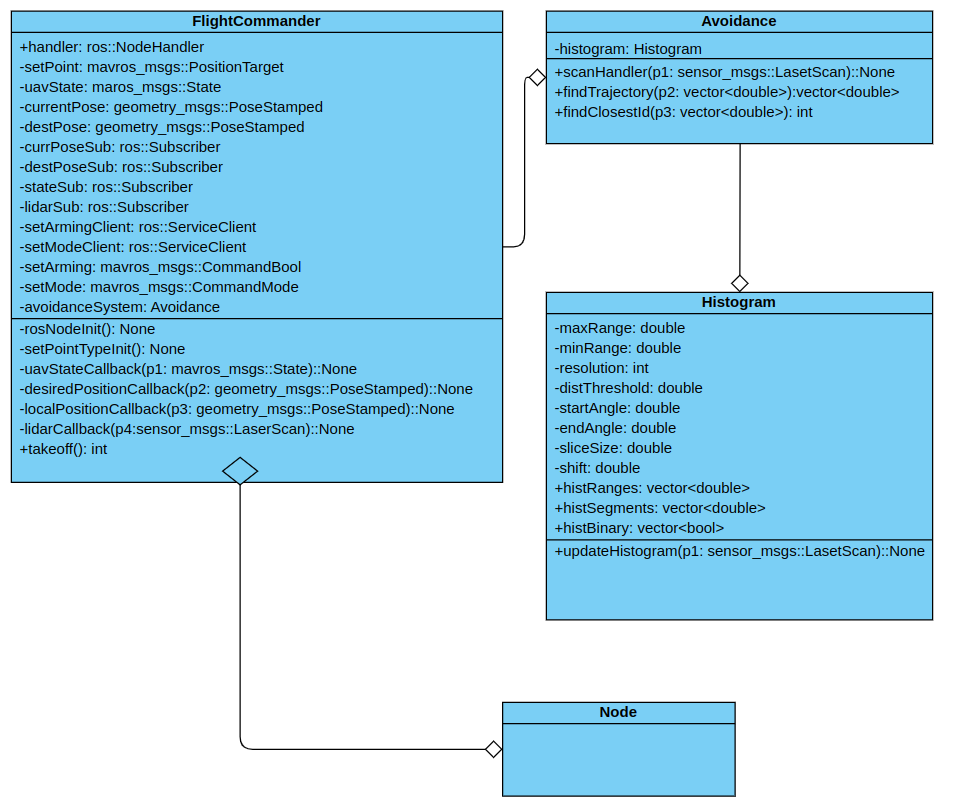 FlightCommander
+handler: ros::NodeHandler
-setPoint: mavros_msgs::PositionTarget
-uavState: maros_msgs::State
-currentPose: geometry_msgs::PoseStamped
-destPose: geometry_msgs::PoseStamped
-currPoseSub: ros::Subscriber
-destPoseSub: ros::Subscriber
-stateSub: ros::Subscriber
-lidarSub: ros::Subscriber
-setArmingClient: ros::ServiceClient
-setModeClient: ros::ServiceClient
-setArming: mavros_msgs::CommandBool
-setMode: mavros_msgs::CommandMode
-avoidanceSystem: Avoidance
-rosNodeInit(): None
-setPointTypeInit(): None
-uavStateCallback(p1: mavros_msgs::State)::None
-desiredPositionCallback(p2: geometry_msgs::PoseStamped)::None
-localPositionCallback(p3: geometry_msgs::PoseStamped)::None
-lidarCallback(p4:sensor_msgs::LaserScan)::None
+takeoff(): int
Avoidance
-histogram: Histogram
+scanHandler(p1: sensor_msgs::LasetScan)::None
+findTrajectory(p2: vector<double>):vector<double>
+findClosestId(p3: vector<double>): int
Histogram
-maxRange: double
-minRange: double
-resolution: int
-distThreshold: double
-startAngle: double
-endAngle: double
-sliceSize: double
-shift: double
+histRanges: vector<double>
+histSegments: vector<double>
+histBinary: vector<bool>
+updateHistogram(p1: sensor_msgs::LasetScan)::None
Node